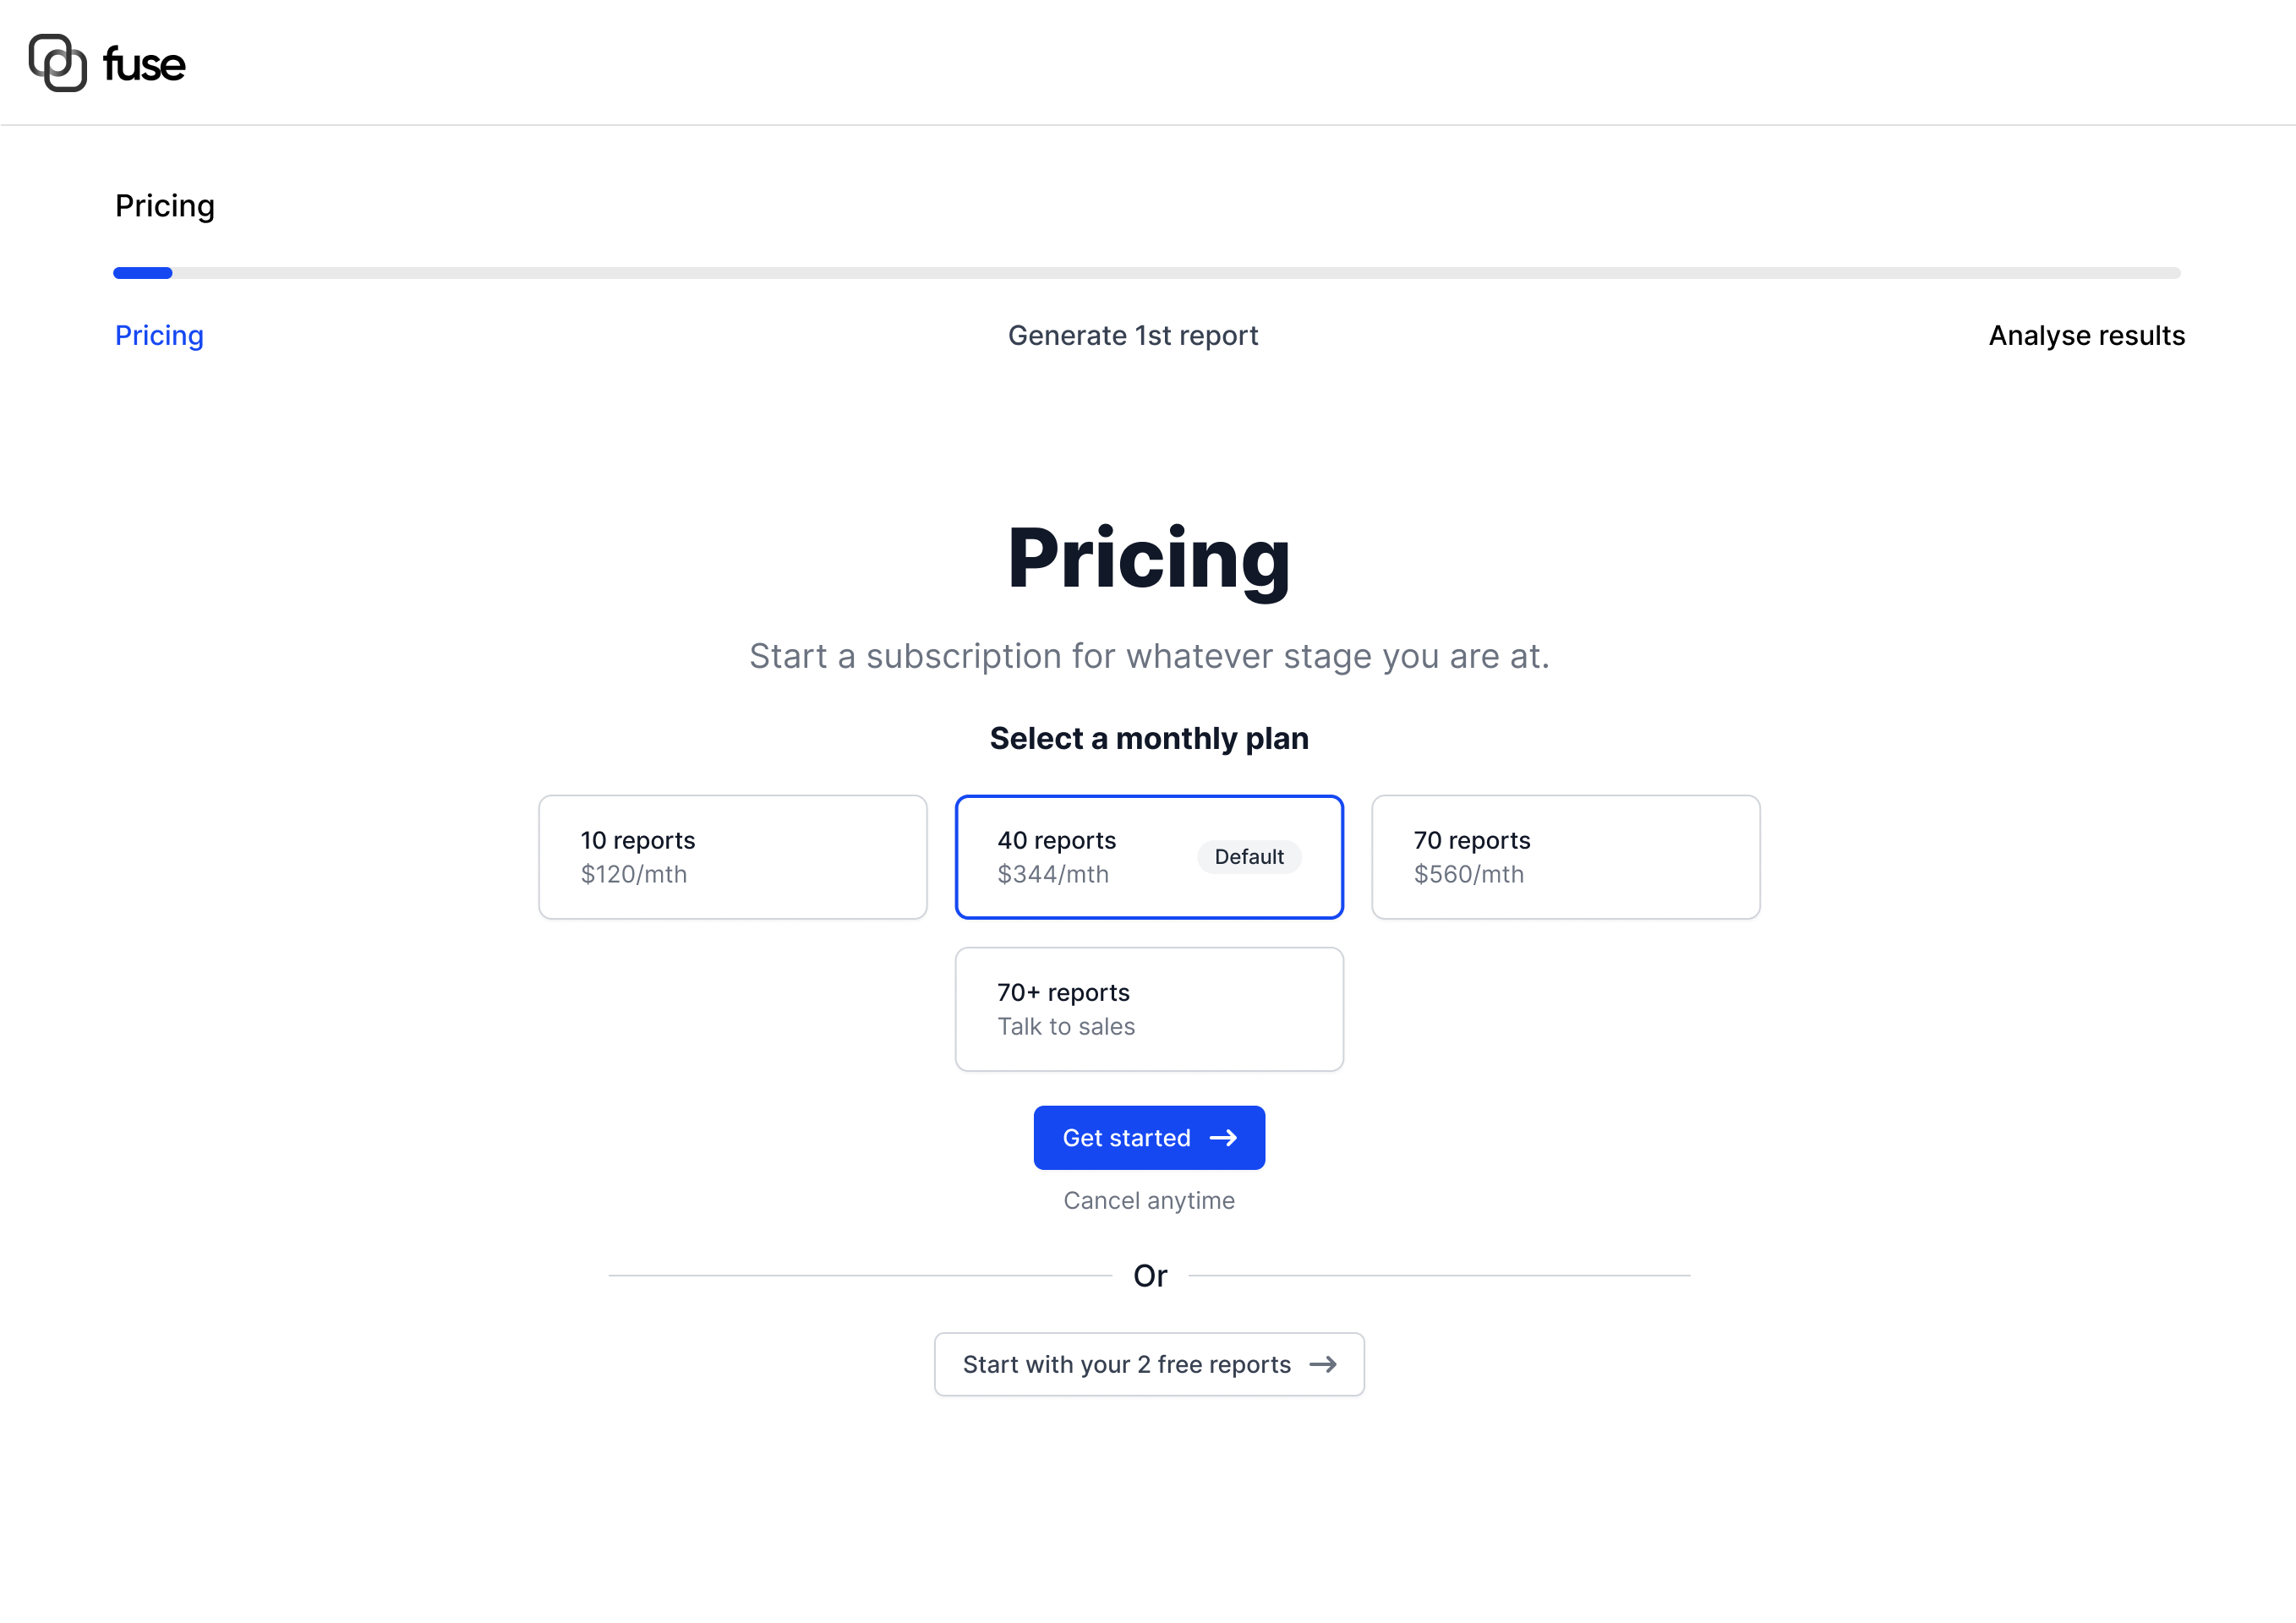 fuse
Pricing
Pricing
Generate 1st report
Analyse results
Pricing
Start a subscription for whatever stage you are at.
Select a monthly plan
10 reports
$120/mth
40 reports
$344/mth
Default
70 reports
$560/mth
70+ reports
Talk to sales
Get started
Cancel anytime
Or
Start with your 2 free reports